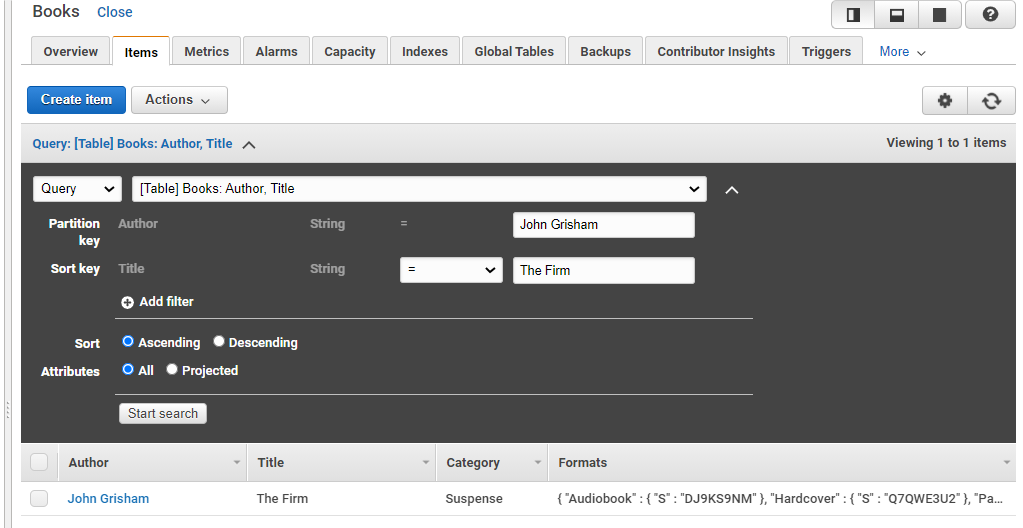 Books Close
Overview Items Metrics Alarms Capacity Indexes Global Tables Backups Contributor Insights Triggers More
Create item Actions
Query: [Table] Books: Author, Title Viewing 1 to 1 items
Query [Table] Books: Author, Title
Partition key Author String = John Grisham
Sort key Title String = The Firm
Add filter
Sort Ascending Descending
Attributes All Projected
Start search
Author Title Category Formats
John Grisham The Firm Suspense { "Audiobook" : { "S" : "DJ9KS9NM" }, "Hardcover" : { "S" : "Q7QWE3U2" }, "Pa...